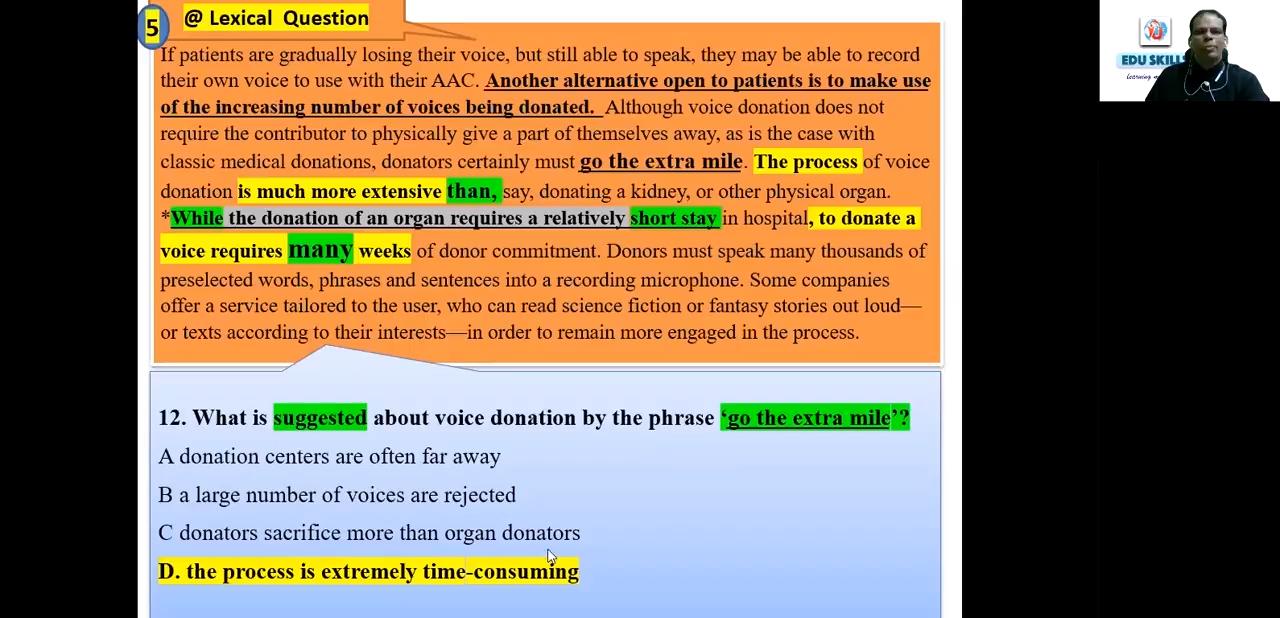 5
@ Lexical Question
If patients are gradually losing their voice, but still able to speak, they may be able to record
their own voice to use with their AAC. Another alternative open to patients is to make use
of the increasing number of voices being donated. Although voice donation does not
require the contributor to physically give a part of themselves away, as is the case with
classic medical donations, donators certainly must go the extra mile. The process of voice
donation is much more extensive than, say, donating a kidney, or other physical organ.
*While the donation of an organ requires a relatively short stay in hospital, to donate a
voice requires many weeks of donor commitment. Donors must speak many thousands of
preselected words, phrases and sentences into a recording microphone. Some companies
offer a service tailored to the user, who can read science fiction or fantasy stories out loud—
or texts according to their interests—in order to remain more engaged in the process.
12. What is suggested about voice donation by the phrase ‘go the extra mile’?
A donation centers are often far away
B a large number of voices are rejected
C donators sacrifice more than organ donators
D. the process is extremely time-consuming
EDU SKILL